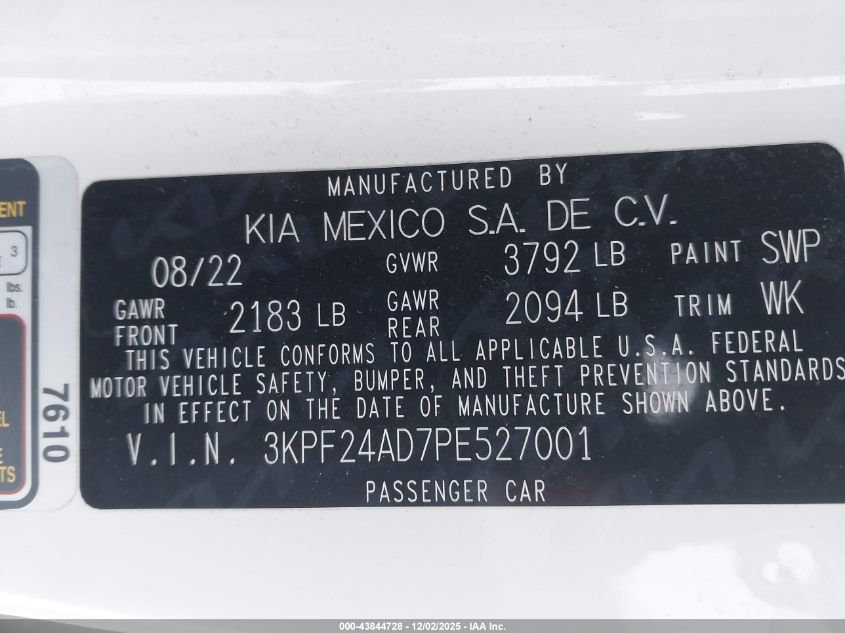 MANUFACTURED BY
KIA MEXICO S.A. DE C.V.
08/22 GVWR 3792 LB PAINT SWP
GAWR FRONT 2183 LB GAWR REAR 2094 LB TRIM WK
THIS VEHICLE CONFORMS TO ALL APPLICABLE U.S.A. FEDERAL
MOTOR VEHICLE SAFETY, BUMPER, AND THEFT PREVENTION STANDARDS
IN EFFECT ON THE DATE OF MANUFACTURE SHOWN ABOVE.
V.I.N. 3KPF24AD7PE527001
PASSENGER CAR
3
lbs.
lb.
7610
000-43844728 - 12/02/2025 - IAA Inc.